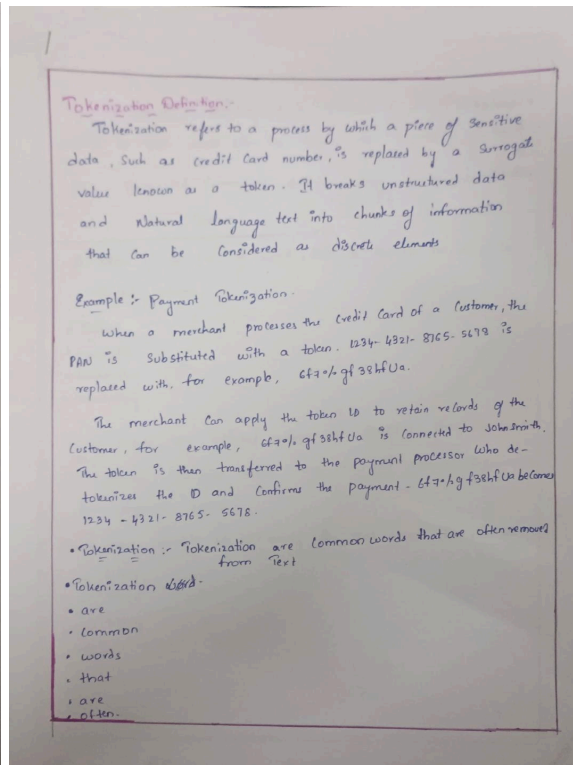 Tokenization Definition:-
Tokenization refers to a process by which a piece of Sensitive
data, Such as credit Card number, is replaced by a Surrogat
value known as a token. It breaks unstructured data
and Natural language text into chunks of information
that can be Considered as discrete elements
Example :- Payment Tokenization.
When a merchant processes the credit Card of a Customer, the
PAN is Substituted with a token. 1234-4321-8765-5678 is
replaced with, for example, 6f7%gf38hfUa.
The merchant Can apply the token ID to retain records of the
Customer, for example, 6f7%gf38hfUa is Connected to John Smith.
The token is then transferred to the payment processor who de-
tokenizes the ID and Confirms the payment - 6f7%gf38hfUa becomes
1234-4321-8765-5678.
• Tokenization :- Tokenization are Common words that are often removed
from Text
• Tokenization
• are
• Common
• words
• that
• are
• often.